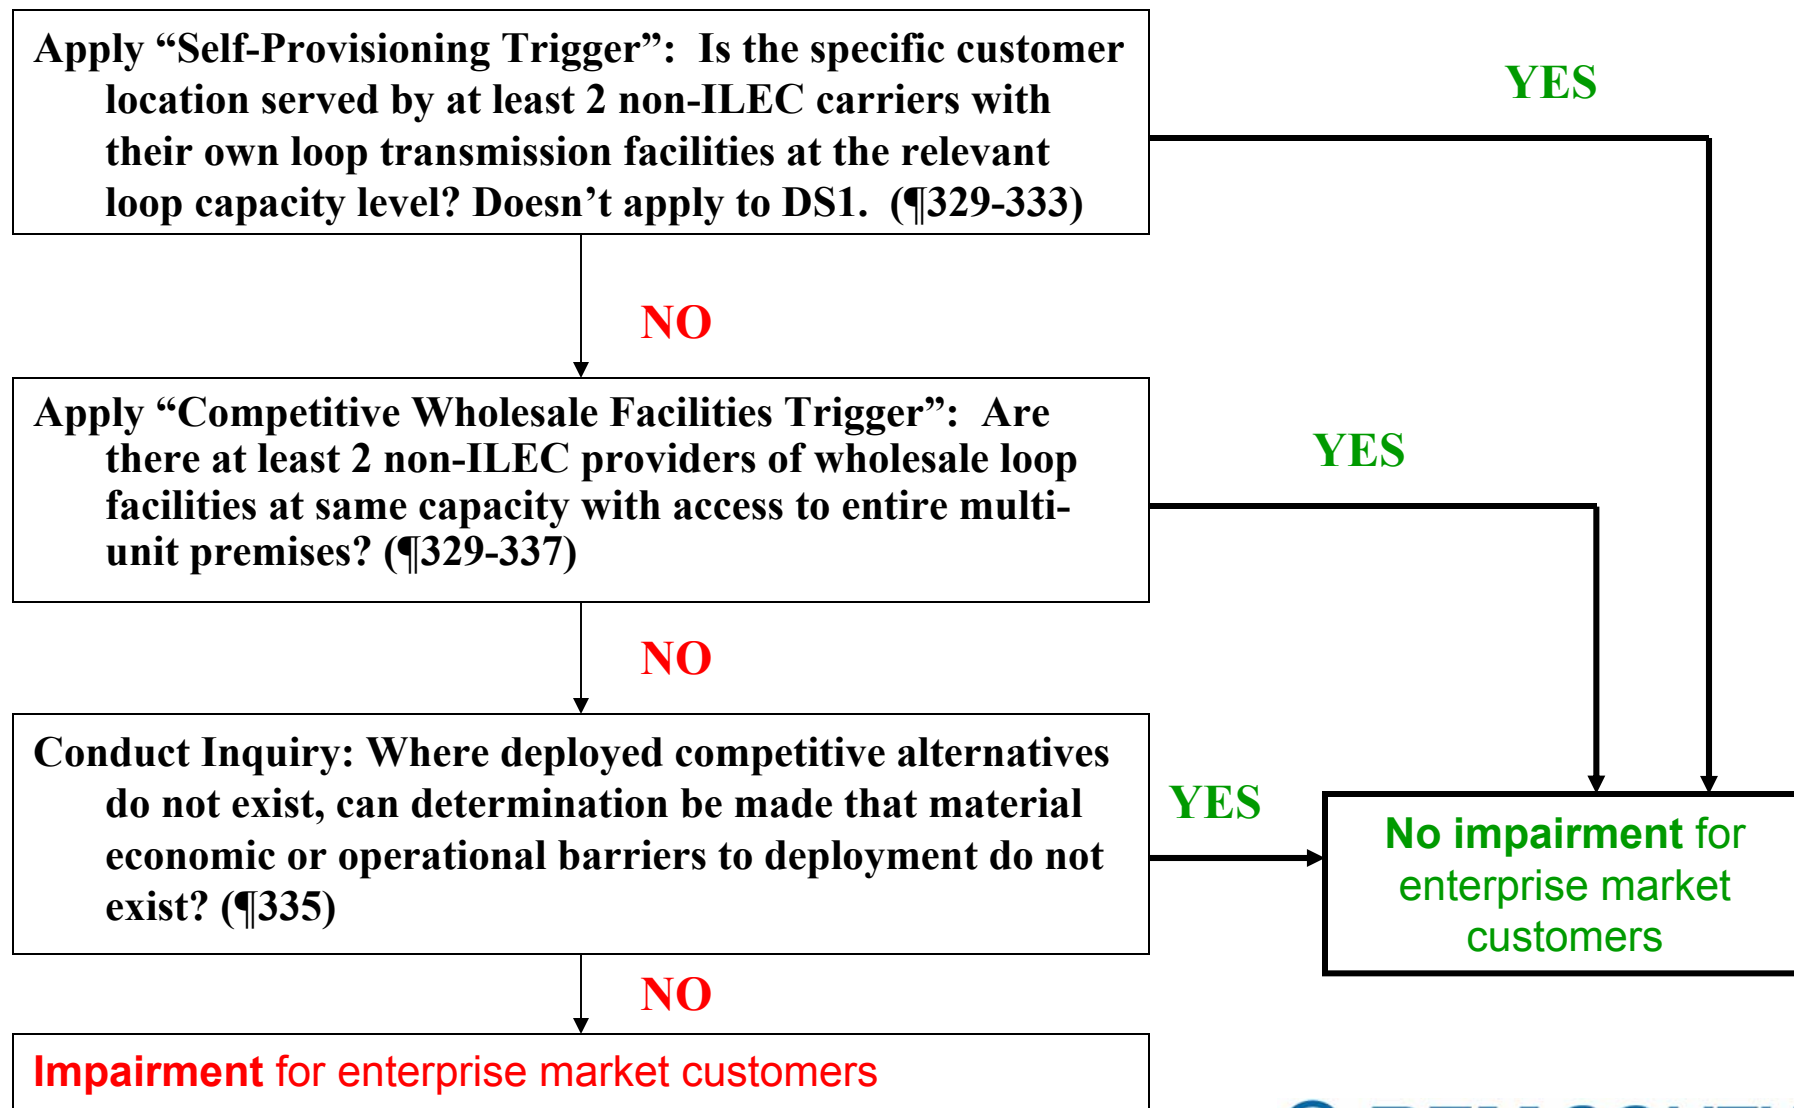 Apply “Self-Provisioning Trigger”: Is the specific customer
location served by at least 2 non-ILEC carriers with
their own loop transmission facilities at the relevant
loop capacity level? Doesn’t apply to DS1. (¶329-333)
YES
NO
Apply “Competitive Wholesale Facilities Trigger”: Are
there at least 2 non-ILEC providers of wholesale loop
facilities at same capacity with access to entire multi-
unit premises? (¶329-337)
YES
NO
Conduct Inquiry: Where deployed competitive alternatives
do not exist, can determination be made that material
economic or operational barriers to deployment do not
exist? (¶335)
YES
No impairment for
enterprise market
customers
NO
Impairment for enterprise market customers